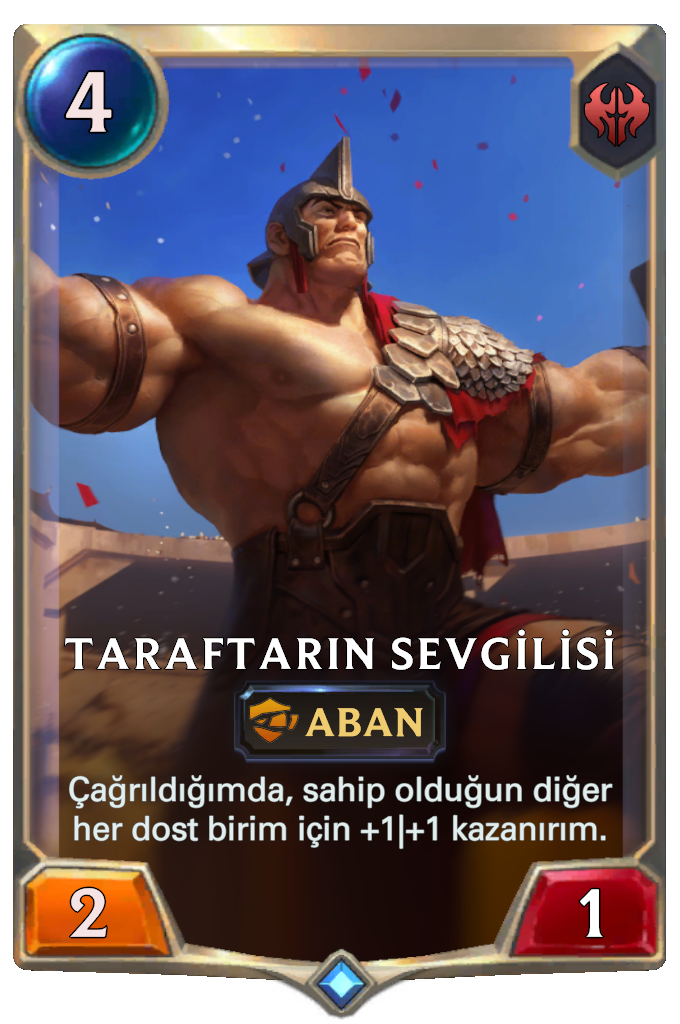 4
TARAFTARIN SEVGİLİSİ
ABAN
Çağrıldığımda, sahip olduğun diğer
her dost birim için +1|+1 kazanırım.
2
1